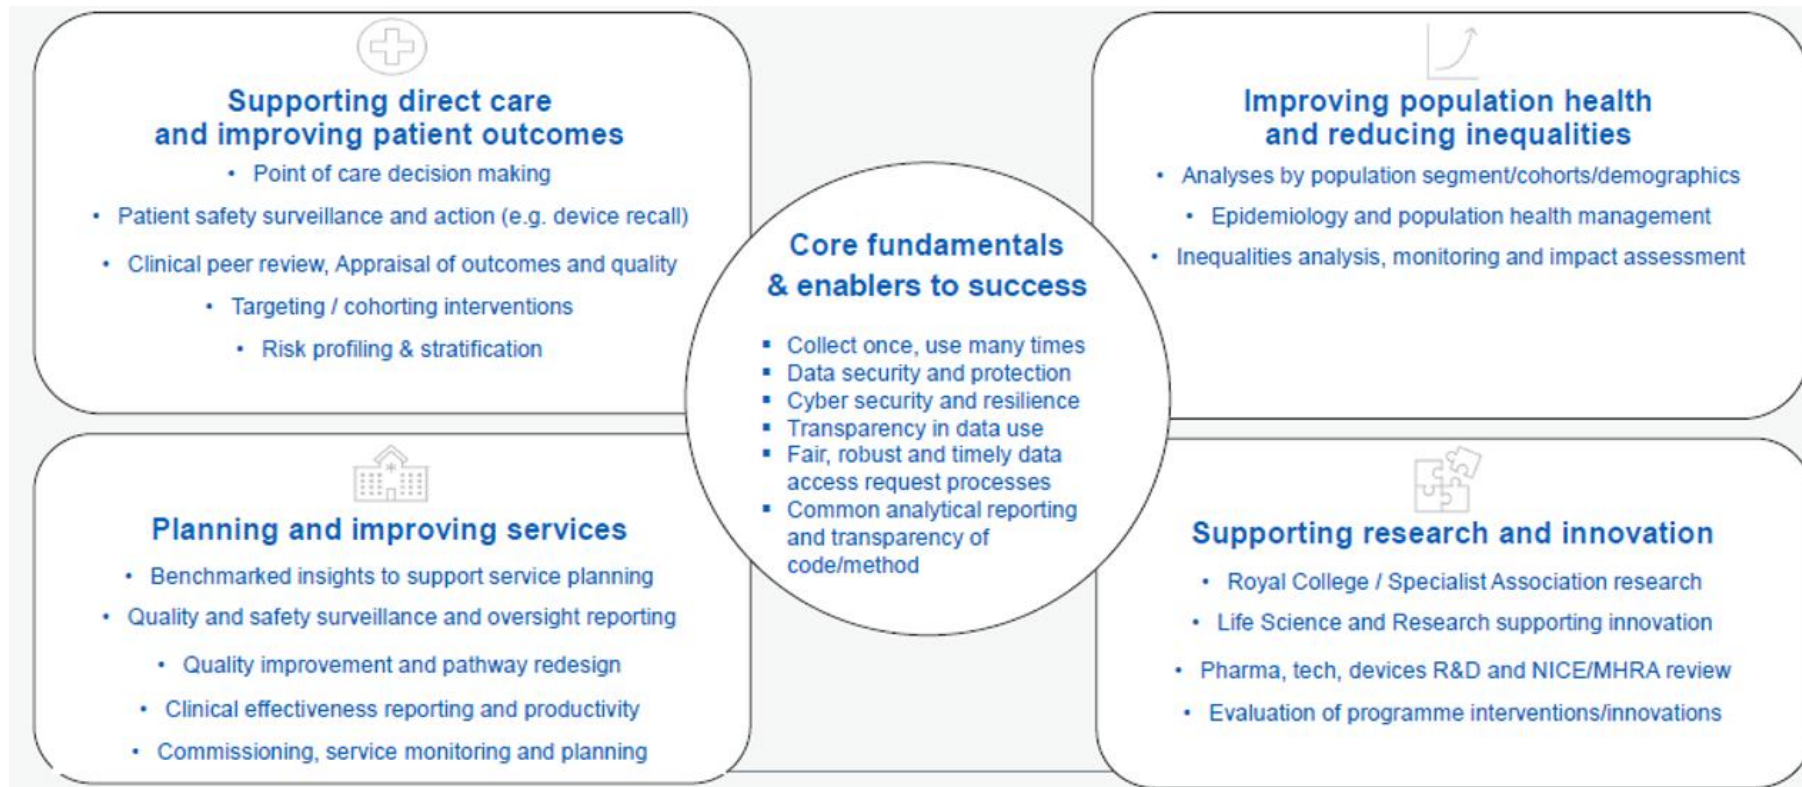 Supporting direct care
and improving patient outcomes
• Point of care decision making
• Patient safety surveillance and action (e.g. device recall)
• Clinical peer review, Appraisal of outcomes and quality
• Targeting / cohorting interventions
• Risk profiling & stratification
Improving population health
and reducing inequalities
• Analyses by population segment/cohorts/demographics
• Epidemiology and population health management
• Inequalities analysis, monitoring and impact assessment
Core fundamentals
& enablers to success
▪ Collect once, use many times
▪ Data security and protection
▪ Cyber security and resilience
▪ Transparency in data use
▪ Fair, robust and timely data
access request processes
▪ Common analytical reporting
and transparency of
code/method
Planning and improving services
• Benchmarked insights to support service planning
• Quality and safety surveillance and oversight reporting
• Quality improvement and pathway redesign
• Clinical effectiveness reporting and productivity
• Commissioning, service monitoring and planning
Supporting research and innovation
• Royal College / Specialist Association research
• Life Science and Research supporting innovation
• Pharma, tech, devices R&D and NICE/MHRA review
• Evaluation of programme interventions/innovations